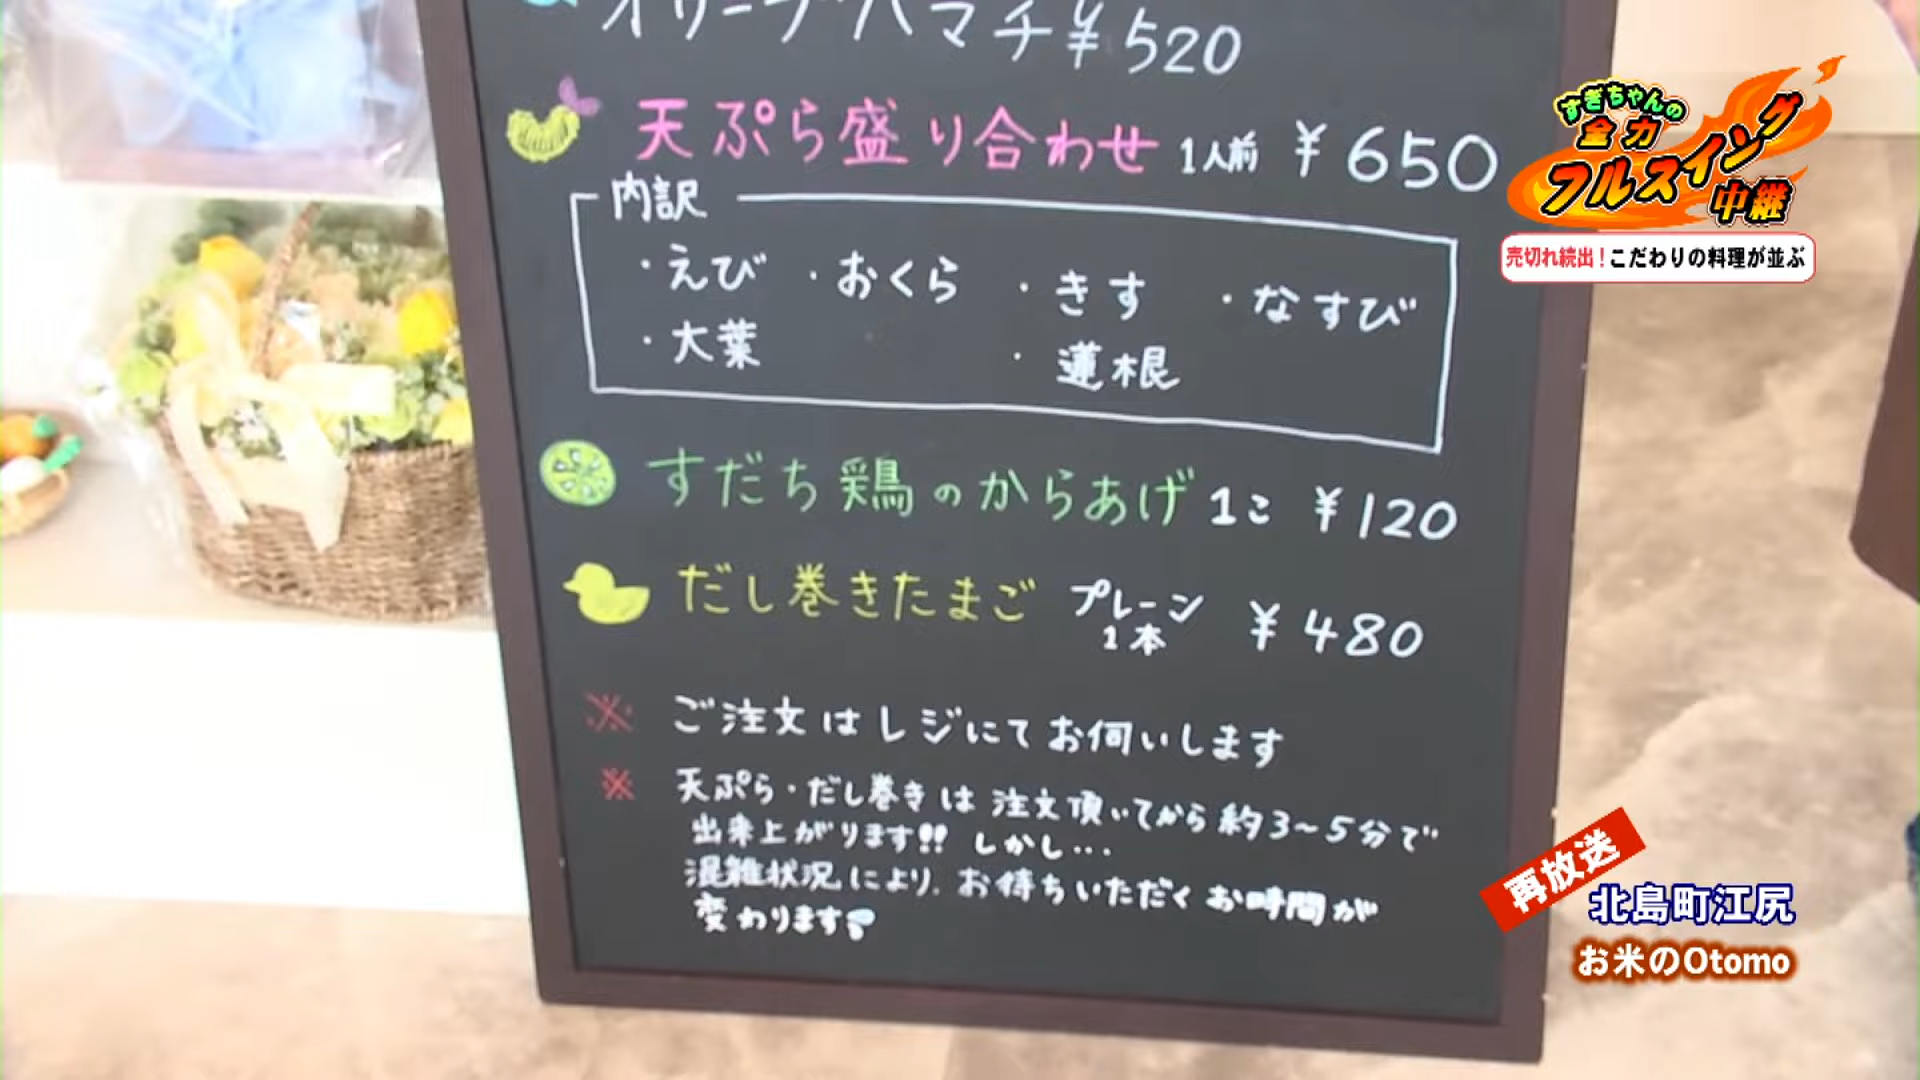 オリーブハマチ¥520
天ぷら盛り合わせ 1人前 ¥650
内訳
・えび ・おくら ・きす ・なすび
・大葉 ・蓮根
すだち鶏のからあげ 1こ ¥120
だし巻きたまご プレーン 1本 ¥480
※ ご注文はレジにてお伺いします
※ 天ぷら・だし巻きは注文頂いてから約3~5分で
出来上がります!! しかし…
混雑状況により、お待ちいただくお時間が
変わります
すぎちゃんの
全力
フルスイング
中継
売切れ続出!こだわりの料理が並ぶ
再放送
北島町江尻
お米のOtomo